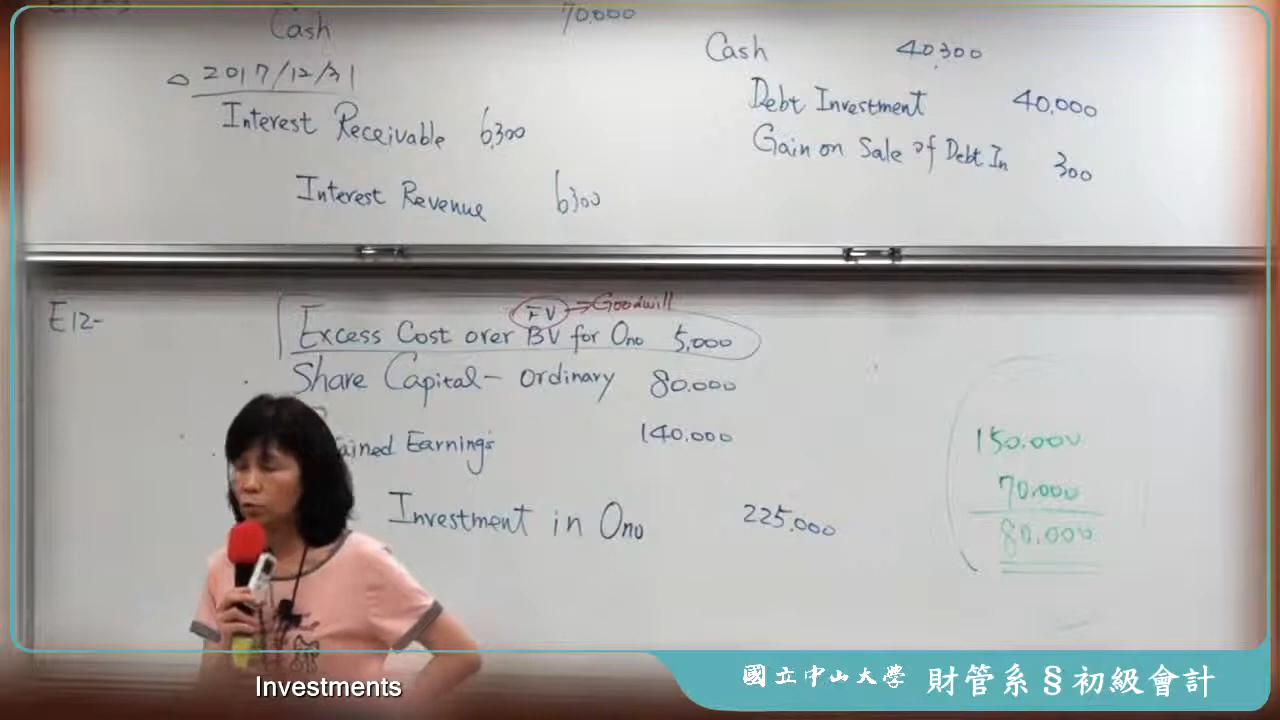 Cash 70.000
△ 2017/12/31
Interest Receivable 6,300
Interest Revenue 6300
Cash 40,300
Debt Investment 40,000
Gain on Sale of Debt In 300
E12-
FV → Goodwill
Excess Cost over BV for Ono 5,000
Share Capital - Ordinary 80.000
ained Earnings 140.000
Investment in Ono 225,000
150.000
70.000
80.000
Investments
國立中山大學 財管系§初級會計